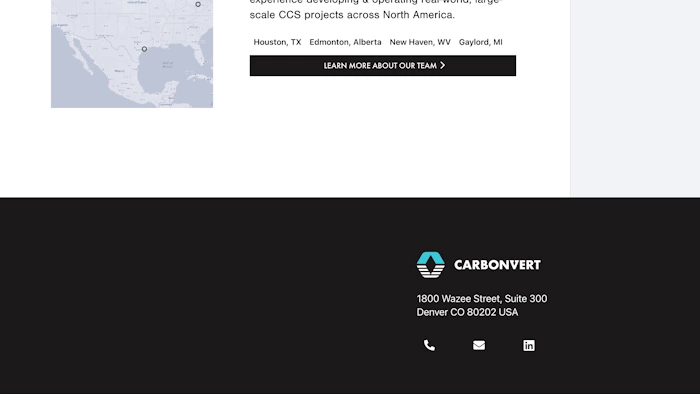 experience developing & operating real-world, large-
scale CCS projects across North America.
Houston, TX Edmonton, Alberta New Haven, WV Gaylord, MI
LEARN MORE ABOUT OUR TEAM
CARBONVERT
1800 Wazee Street, Suite 300
Denver CO 80202 USA